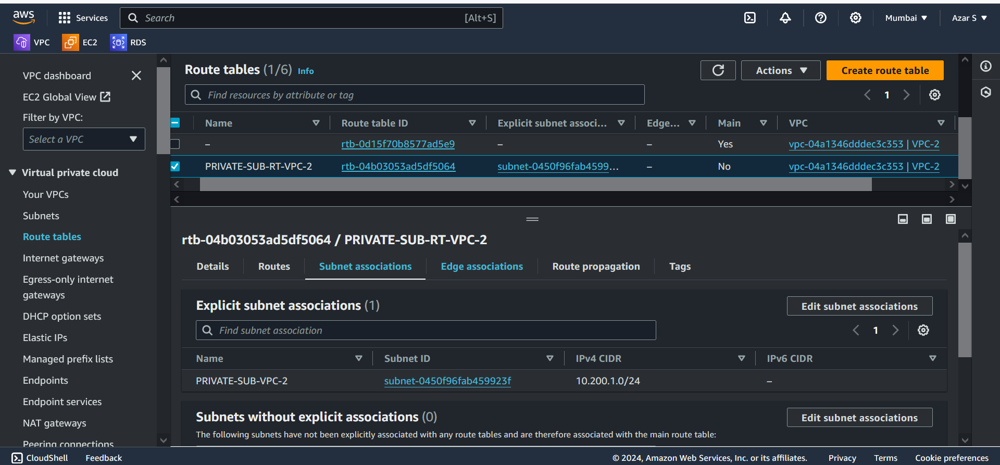 aws
Services
Search
[Alt+S]
Mumbai
Azar S
VPC
EC2
RDS
VPC dashboard
EC2 Global View
Filter by VPC:
Select a VPC
Virtual private cloud
Your VPCs
Subnets
Route tables
Internet gateways
Egress-only internet
gateways
DHCP option sets
Elastic IPs
Managed prefix lists
Endpoints
Endpoint services
NAT gateways
Peering connections
Route tables (1/6) Info
Actions
Create route table
Find resources by attribute or tag
1
Name Route table ID Explicit subnet associ... Edge... Main VPC
– rtb-0d15f70b8577ad5e9 – – Yes vpc-04a1346dddec3c353 | VPC-2
PRIVATE-SUB-RT-VPC-2 rtb-04b03053ad5df5064 subnet-0450f96fab4599... – No vpc-04a1346dddec3c353 | VPC-2
rtb-04b03053ad5df5064 / PRIVATE-SUB-RT-VPC-2
Details Routes Subnet associations Edge associations Route propagation Tags
Explicit subnet associations (1)
Edit subnet associations
Find subnet association
1
Name Subnet ID IPv4 CIDR IPv6 CIDR
PRIVATE-SUB-VPC-2 subnet-0450f96fab459923f 10.200.1.0/24 –
Subnets without explicit associations (0)
Edit subnet associations
The following subnets have not been explicitly associated with any route tables and are therefore associated with the main route table:
CloudShell Feedback © 2024, Amazon Web Services, Inc. or its affiliates. Privacy Terms Cookie preferences